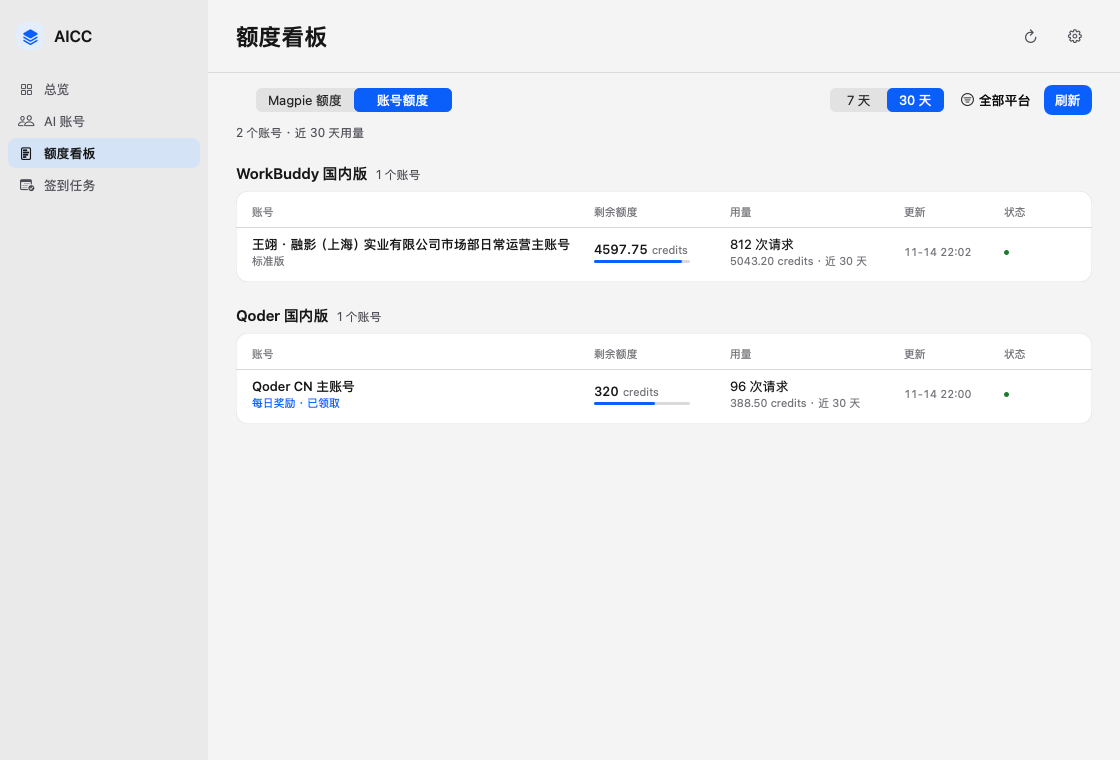 AICC
总览
AI 账号
额度看板
签到任务
额度看板
Magpie 额度 账号额度 7 天 30 天 全部平台 刷新
2 个账号 · 近 30 天用量
WorkBuddy 国内版 1 个账号
账号 剩余额度 用量 更新 状态
王翊 · 融影（上海）实业有限公司市场部日常运营主账号 4597.75 credits 812 次请求 11-14 22:02
标准版 5043.20 credits · 近 30 天
Qoder 国内版 1 个账号
账号 剩余额度 用量 更新 状态
Qoder CN 主账号 320 credits 96 次请求 11-14 22:00
每日奖励 · 已领取 388.50 credits · 近 30 天